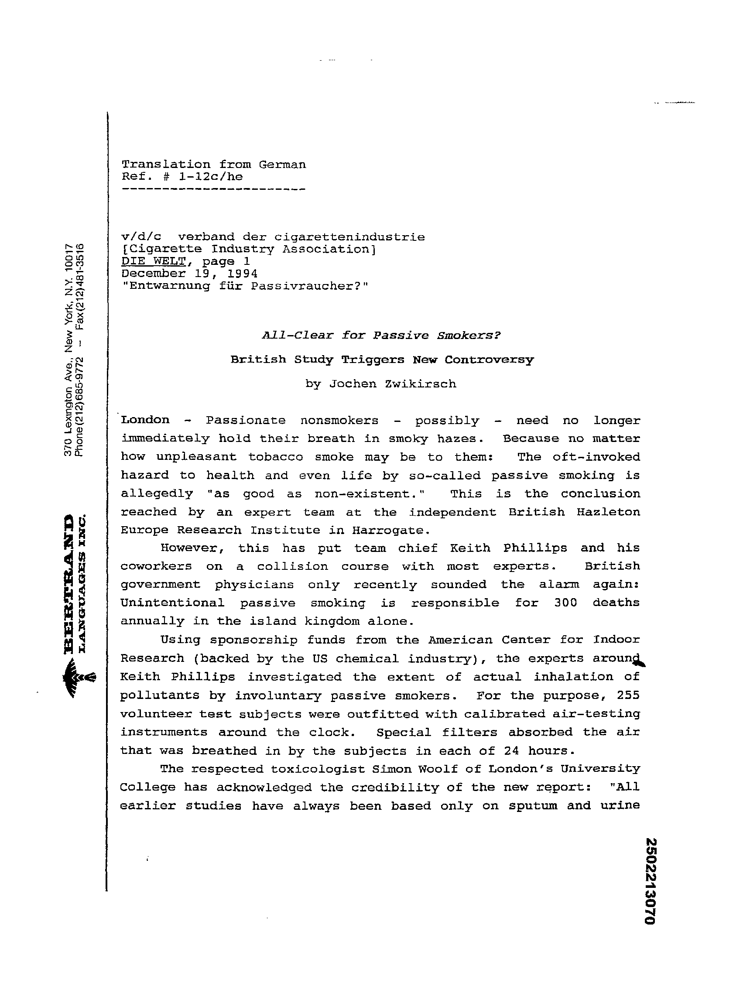 Translation from German
Ref. # 1-12c/he
-----------------------
v/d/c verband der cigarettenindustrie
[Cigarette Industry Association]
DIE WELT, page 1
December 19, 1994
"Entwarnung für Passivraucher?"
All-Clear for Passive Smokers?
British Study Triggers New Controversy
by Jochen Zwikirsch
London - Passionate nonsmokers - possibly - need no longer
immediately hold their breath in smoky hazes. Because no matter
how unpleasant tobacco smoke may be to them: The oft-invoked
hazard to health and even life by so-called passive smoking is
allegedly "as good as non-existent." This is the conclusion
reached by an expert team at the independent British Hazleton
Europe Research Institute in Harrogate.
However, this has put team chief Keith Phillips and his
coworkers on a collision course with most experts. British
government physicians only recently sounded the alarm again:
Unintentional passive smoking is responsible for 300 deaths
annually in the island kingdom alone.
Using sponsorship funds from the American Center for Indoor
Research (backed by the US chemical industry), the experts around
Keith Phillips investigated the extent of actual inhalation of
pollutants by involuntary passive smokers. For the purpose, 255
volunteer test subjects were outfitted with calibrated air-testing
instruments around the clock. Special filters absorbed the air
that was breathed in by the subjects in each of 24 hours.
The respected toxicologist Simon Woolf of London's University
College has acknowledged the credibility of the new report: "All
earlier studies have always been based only on sputum and urine
370 Lexington Ave., New York, N.Y. 10017
Phone (212) 685-9772 – Fax (212) 481-3516
BERTRAND
LANGUAGES INC.
2502213070